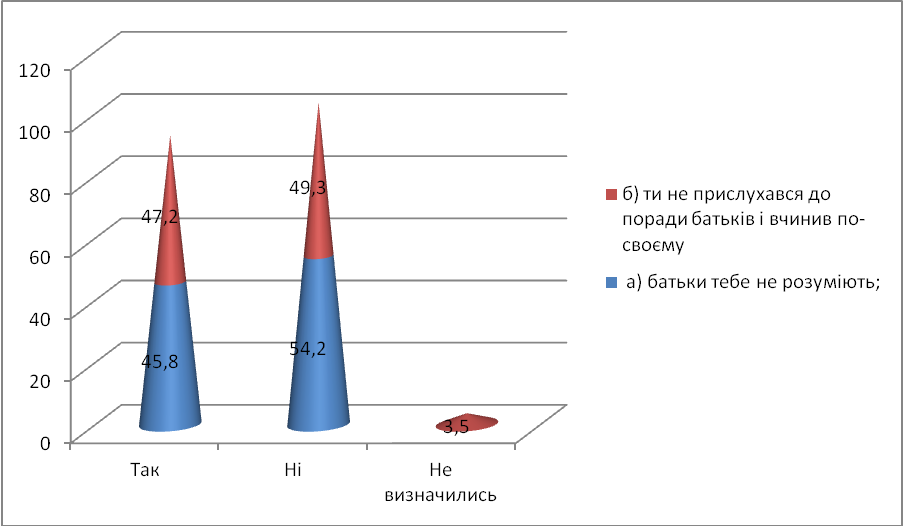 120
100
80
60
40
20
0
47,2
49,3
45,8
54,2
3,5
Так
Ні
Не
визначились
б) ти не прислухався до
поради батьків і вчинив по-
своєму
а) батьки тебе не розуміють;